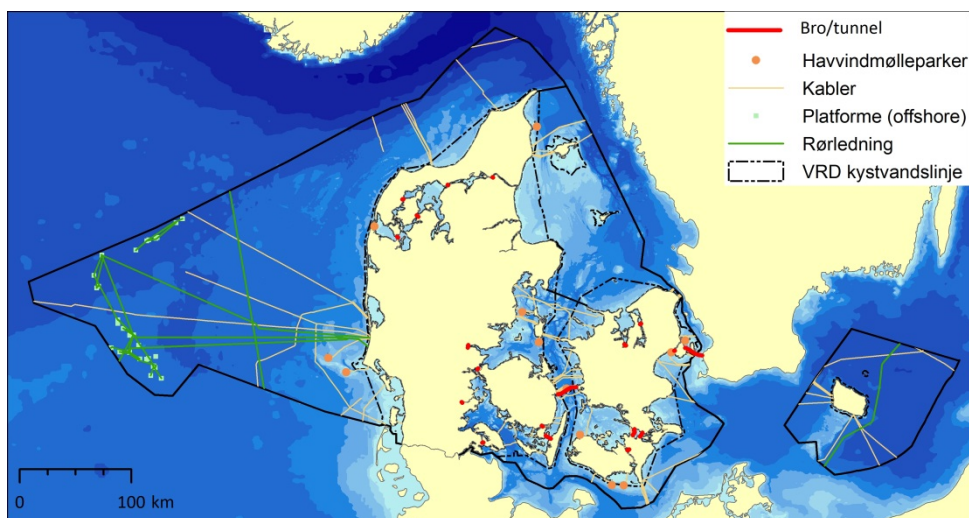 Bro/tunnel
Havvindmølleparker
Kabler
Platforme (offshore)
Rørledning
VRD kystvandslinje
0 100 km